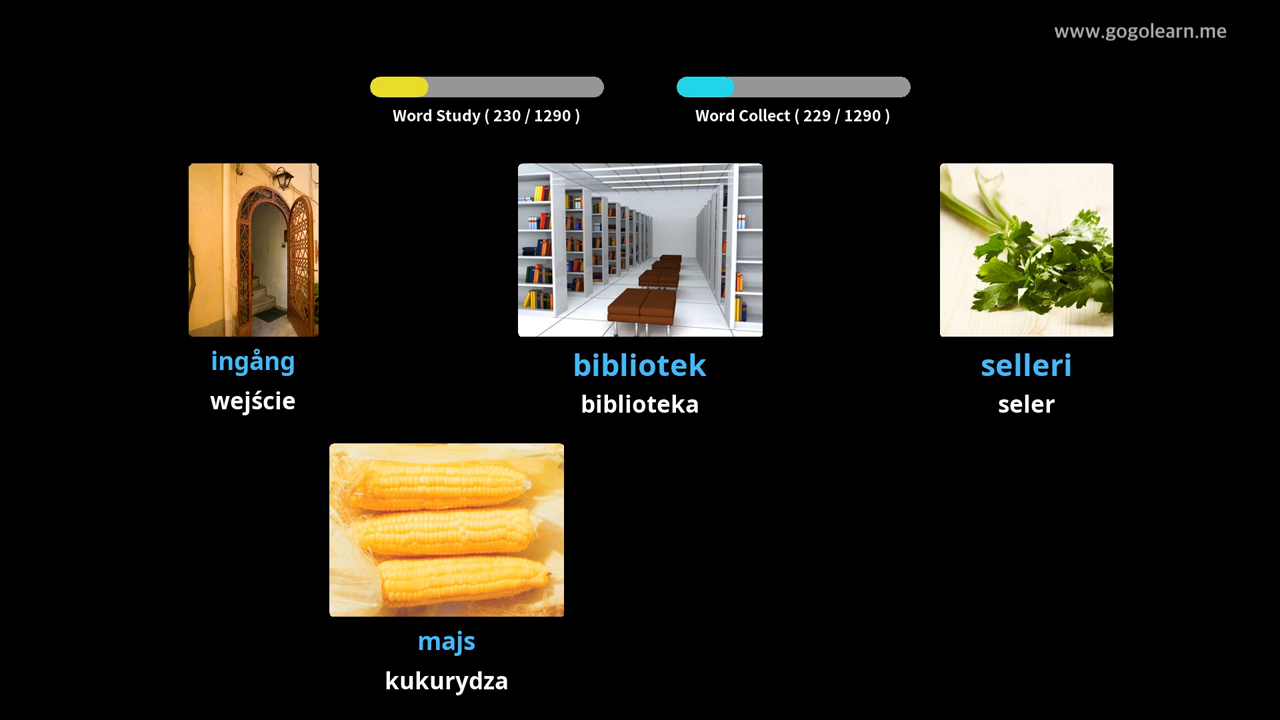 www.gogolearn.me
Word Study ( 230 / 1290 )
Word Collect ( 229 / 1290 )
ingång
bibliotek
selleri
wejście
biblioteka
seler
majs
kukurydza